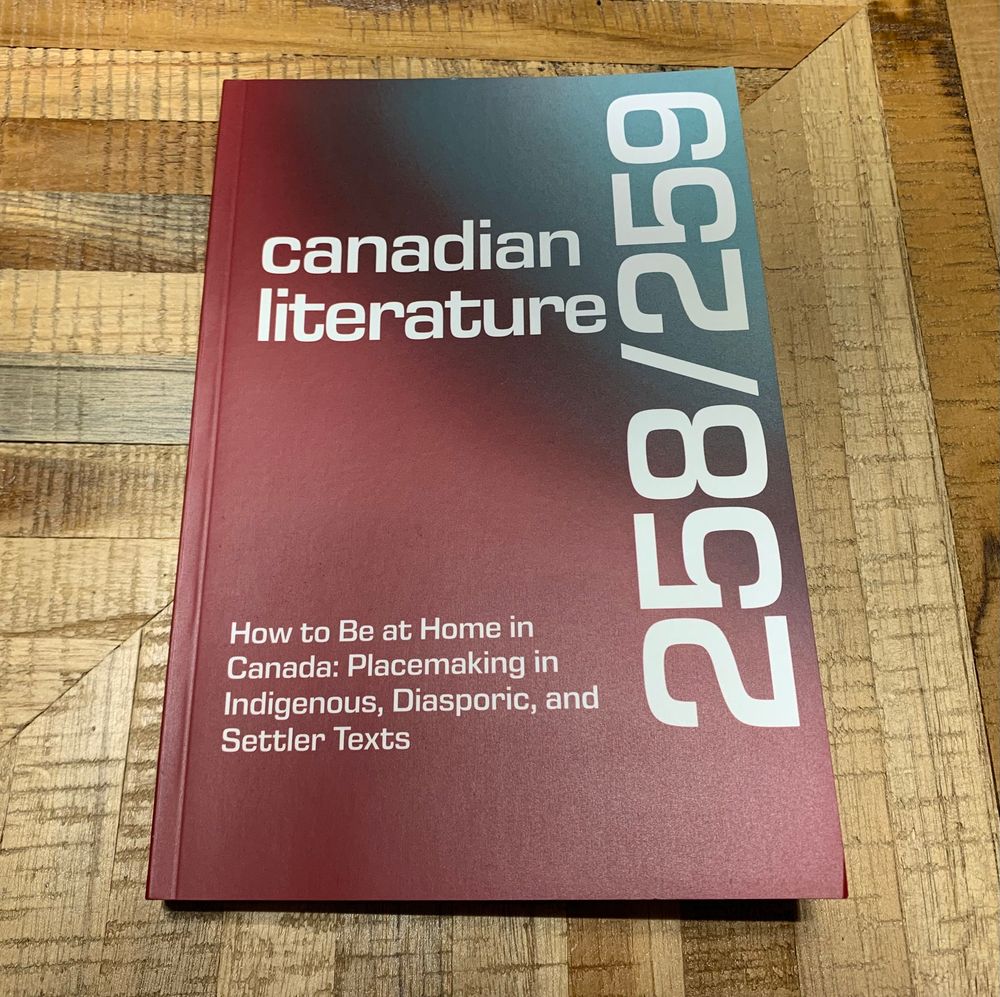 canadian
literature
258/259
How to Be at Home in
Canada: Placemaking in
Indigenous, Diasporic, and
Settler Texts